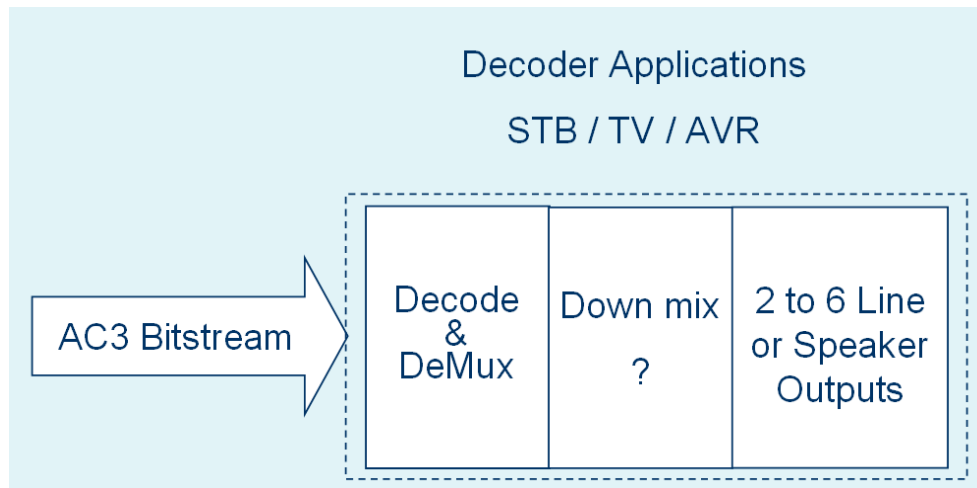 Decoder Applications
STB / TV / AVR
AC3 Bitstream
Decode
&
DeMux
Down mix
?
2 to 6 Line
or Speaker
Outputs